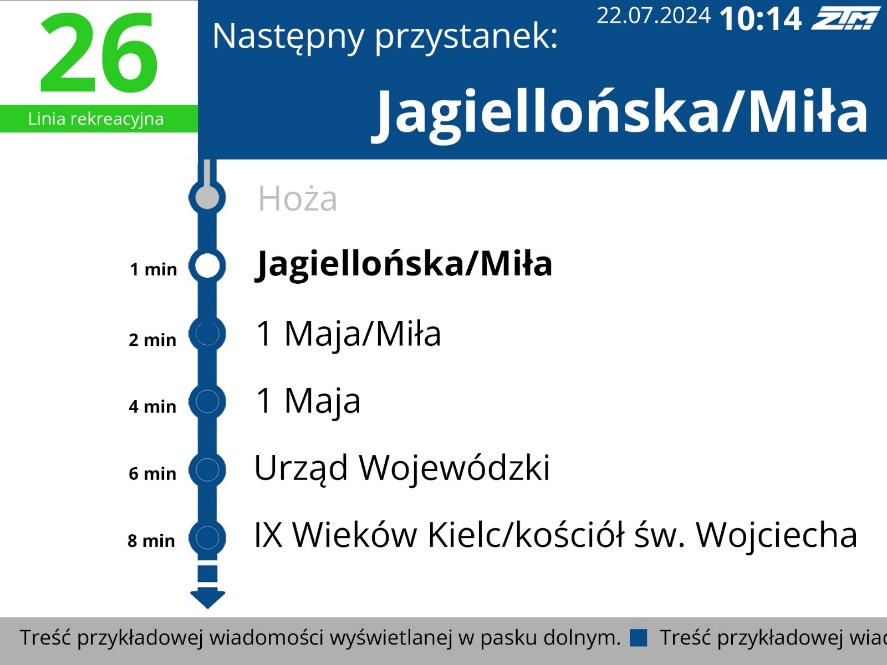 26
Linia rekreacyjna
Następny przystanek:
22.07.2024 10:14 ZTM
Jagiellońska/Miła
Hoża
1 min Jagiellońska/Miła
2 min 1 Maja/Miła
4 min 1 Maja
6 min Urząd Wojewódzki
8 min IX Wieków Kielc/kościół św. Wojciecha
Treść przykładowej wiadomości wyświetlanej w pasku dolnym. Treść przykładowej